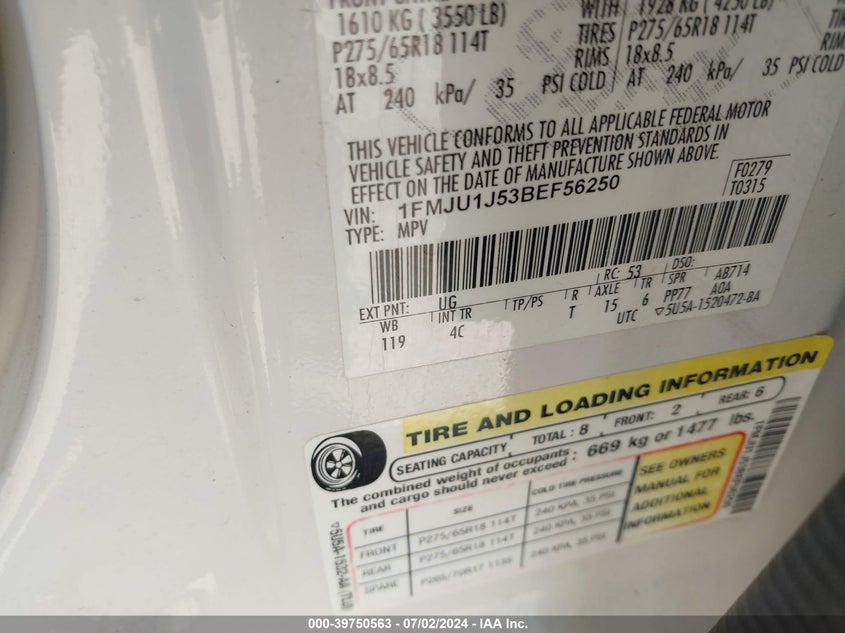 1610 KG ( 3550 LB)
P275/65R18 114T
18x8.5
AT 240 kPa/ 35 PSI COLD
WITH 1928 KG ( 4250 LB)
TIRES P275/65R18 114T
RIMS 18x8.5
AT 240 kPa/ 35 PSI COLD
TIRES
RIMS
THIS VEHICLE CONFORMS TO ALL APPLICABLE FEDERAL MOTOR
VEHICLE SAFETY AND THEFT PREVENTION STANDARDS IN
EFFECT ON THE DATE OF MANUFACTURE SHOWN ABOVE.
VIN: 1FMJU1J53BEF56250
TYPE: MPV
F0279
T0315
RC: 53 DSO:
EXT PNT: UG AB714
WB INT TR TP/PS R AXLE TR SPR
119 4C T 15 6 PP77 A0A
UTC ▽5U5A-1520472-BA
TIRE AND LOADING INFORMATION
SEATING CAPACITY TOTAL : 8 FRONT: 2 REAR: 6
The combined weight of occupants : 669 kg or 1477 lbs.
and cargo should never exceed
TIRE SIZE COLD TIRE PRESSURE
FRONT P275/65R18 114T 240 KPA, 35 PSI
REAR P275/65R18 114T 240 KPA, 35 PSI
SPARE 240 KPA, 35 PSI
SEE OWNERS
MANUAL FOR
ADDITIONAL
INFORMATION
000-39750563 - 07/02/2024 - IAA Inc.